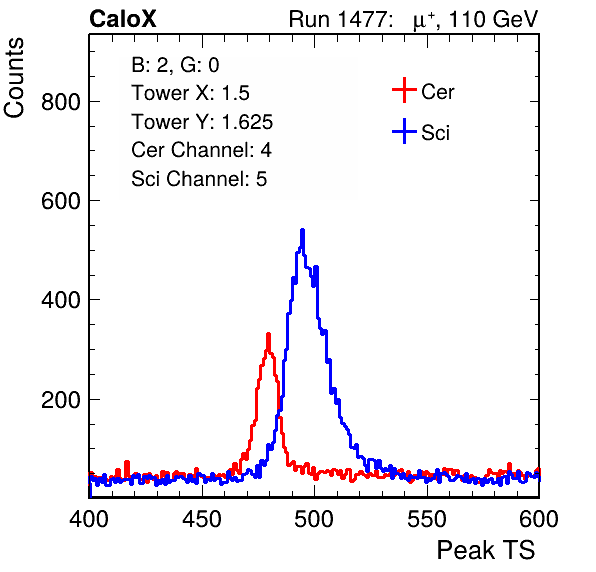 CaloX Run 1477: μ⁺, 110 GeV
Counts
B: 2, G: 0
Tower X: 1.5
Tower Y: 1.625
Cer Channel: 4
Sci Channel: 5
Cer
Sci
800
600
400
200
400 450 500 550 600
Peak TS